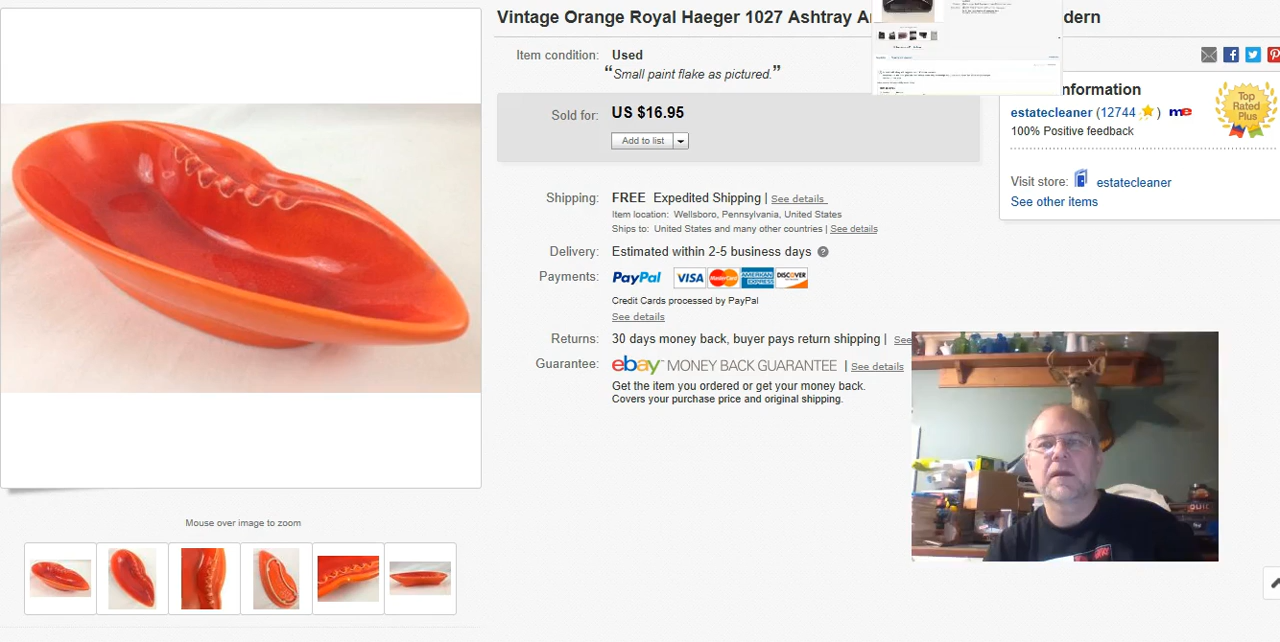 Vintage Orange Royal Haeger 1027 Ashtray
dern
Item condition: Used
“Small paint flake as pictured.”
Sold for: US $16.95
Add to list
nformation
estatecleaner (12744 ) me
100% Positive feedback
Top
Rated
Plus
Visit store: estatecleaner
See other items
Shipping: FREE Expedited Shipping | See details
Item location: Wellsboro, Pennsylvania, United States
Ships to: United States and many other countries | See details
Delivery: Estimated within 2-5 business days ?
Payments: PayPal VISA MasterCard AMERICAN EXPRESS DISCOVER
Credit Cards processed by PayPal
See details
Returns: 30 days money back, buyer pays return shipping | See
Guarantee: ebay MONEY BACK GUARANTEE | See details
Get the item you ordered or get your money back.
Covers your purchase price and original shipping.
Mouse over image to zoom